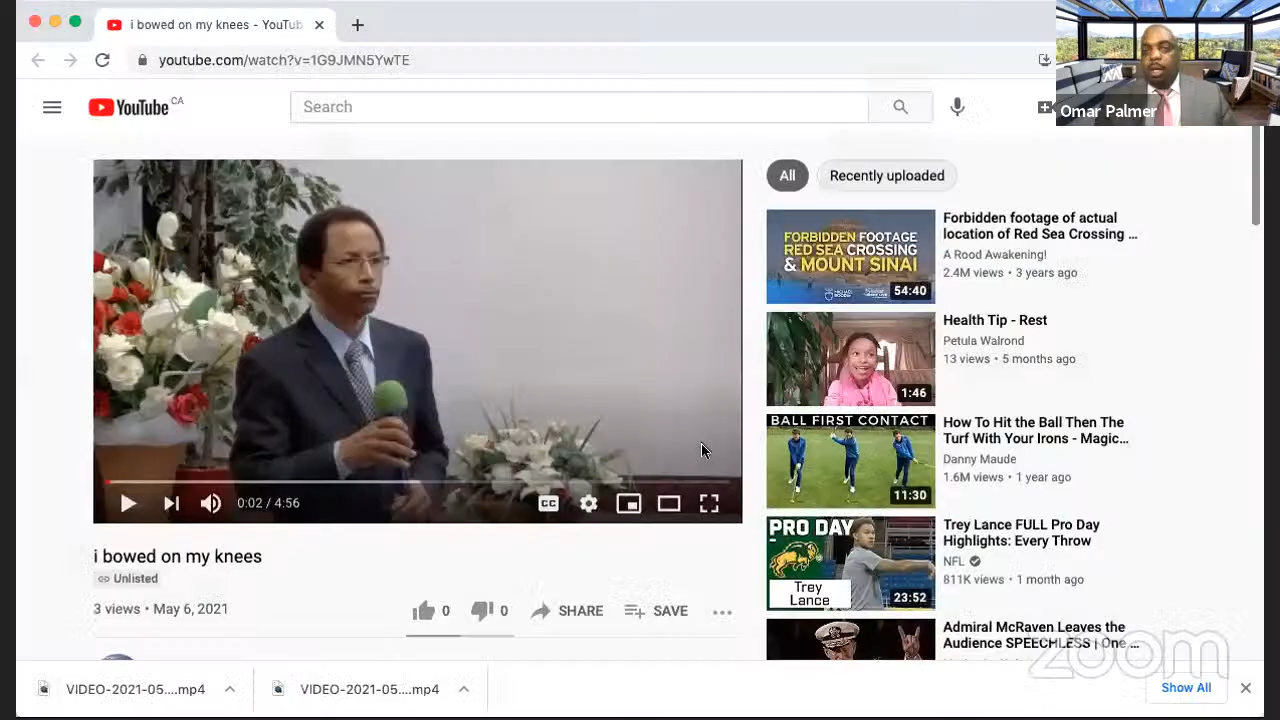 i bowed on my knees - YouTub
youtube.com/watch?v=1G9JMN5YwTE
Omar Palmer
YouTube CA
Search
All
Recently uploaded
FORBIDDEN FOOTAGE
RED SEA CROSSING
& MOUNT SINAI
54:40
Forbidden footage of actual
location of Red Sea Crossing ...
A Rood Awakening!
2.4M views • 3 years ago
1:46
Health Tip - Rest
Petula Walrond
13 views • 5 months ago
BALL FIRST CONTACT
11:30
How To Hit the Ball Then The
Turf With Your Irons - Magic...
Danny Maude
1.6M views • 1 year ago
PRO DAY
Trey
Lance
23:52
Trey Lance FULL Pro Day
Highlights: Every Throw
NFL
811K views • 1 month ago
Admiral McRaven Leaves the
Audience SPEECHLESS | One ...
0:02 / 4:56
CC
i bowed on my knees
Unlisted
3 views • May 6, 2021
0
0
SHARE
SAVE
zoom
VIDEO-2021-05....mp4
VIDEO-2021-05....mp4
Show All